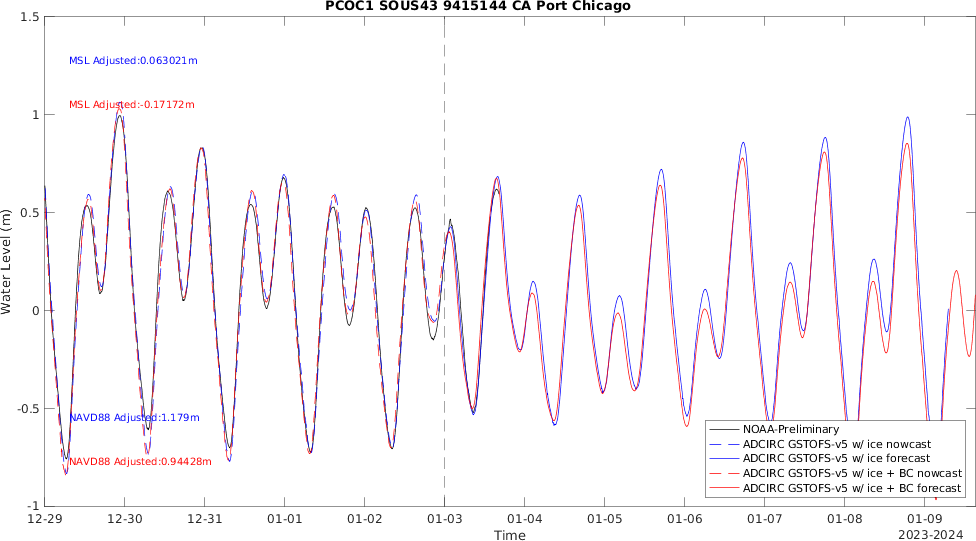 PCOC1 SOUS43 9415144 CA Port Chicago
1.5
MSL Adjusted:0.063021m
MSL Adjusted:-0.17172m
1
0.5
Water Level (m)
0
-0.5
NAVD88 Adjusted:1.179m
NAVD88 Adjusted:0.94428m
NOAA-Preliminary
ADCIRC GSTOFS-v5 w/ ice nowcast
ADCIRC GSTOFS-v5 w/ ice forecast
ADCIRC GSTOFS-v5 w/ ice + BC nowcast
ADCIRC GSTOFS-v5 w/ ice + BC forecast
-1
12-29 12-30 12-31 01-01 01-02 01-03 01-04 01-05 01-06 01-07 01-08 01-09
Time
2023-2024